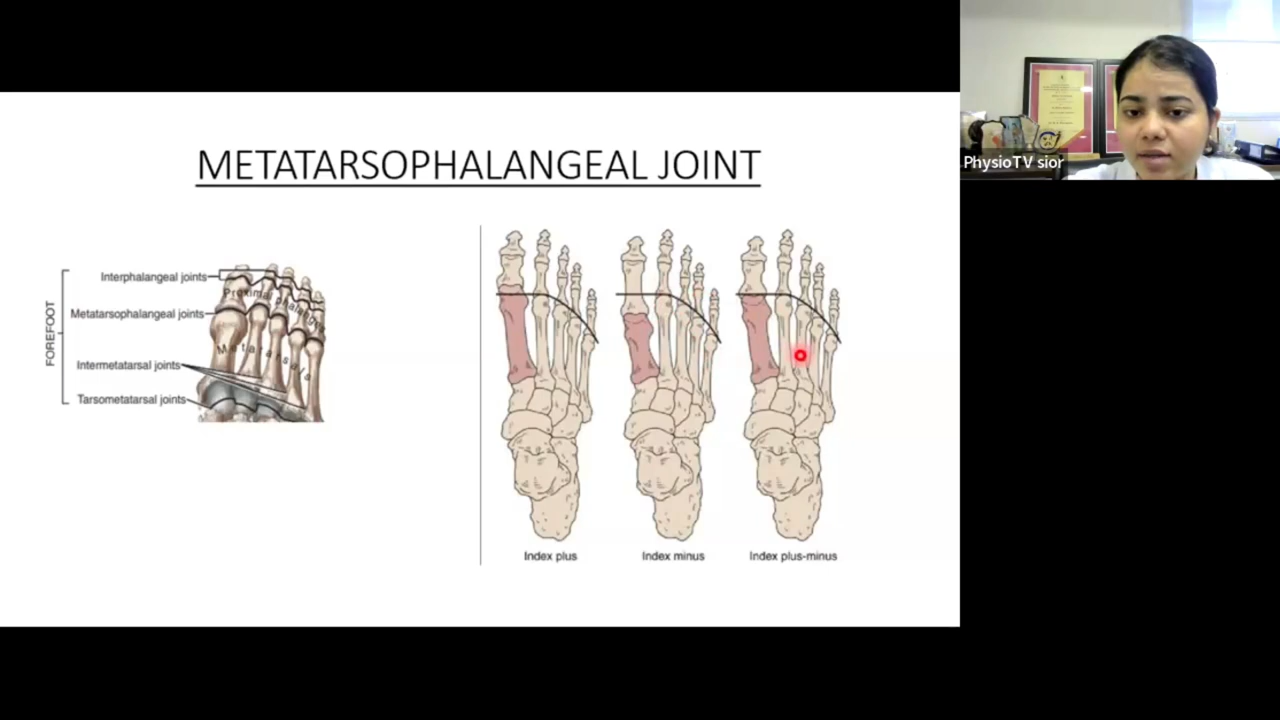 METATARSOPHALANGEAL JOINT
FOREFOOT
Interphalangeal joints
Proximal phalanges
Metatarsophalangeal joints
Metatarsals
Intermetatarsal joints
Tarsometatarsal joints
Index plus
Index minus
Index plus-minus
PhysioTV sior